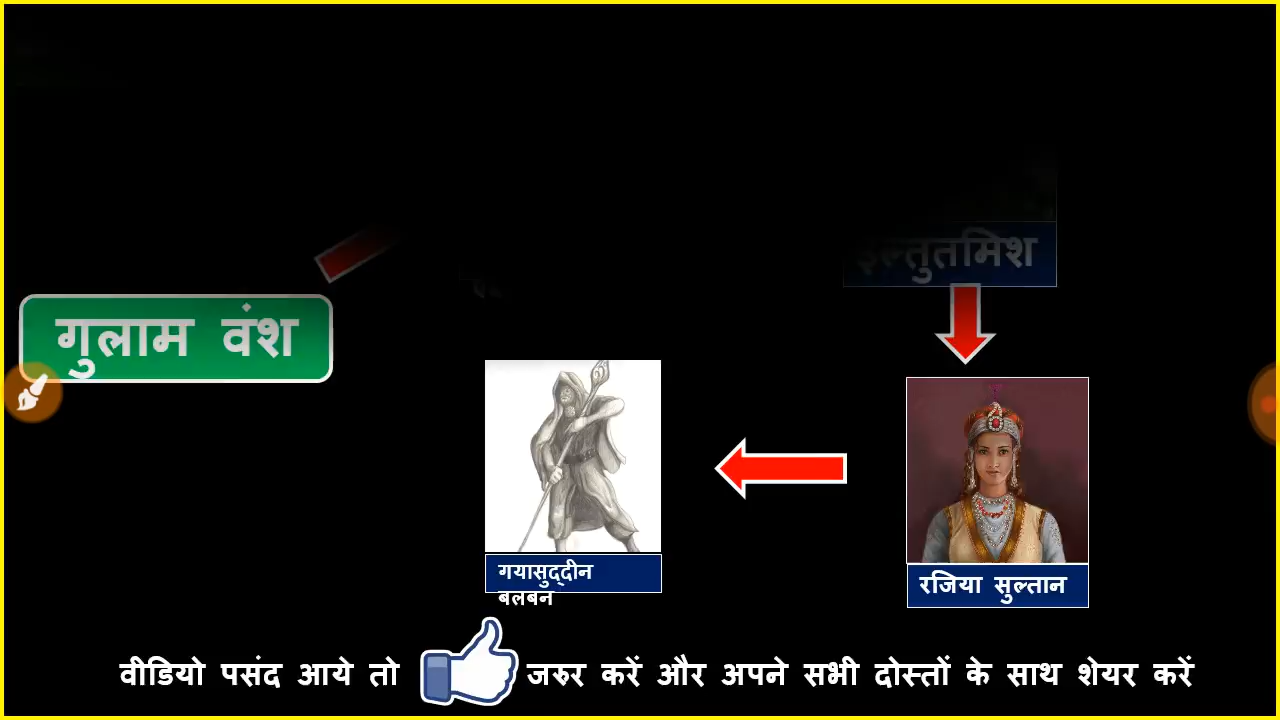 इल्तुतमिश
गुलाम वंश
गयासुद्दीन
बलबन
रजिया सुल्तान
वीडियो पसंद आये तो जरुर करें और अपने सभी दोस्तों के साथ शेयर करें